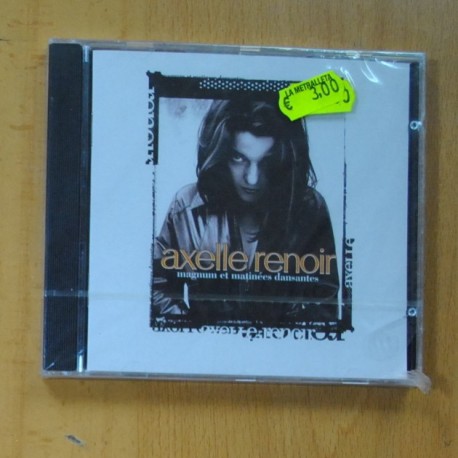 LA METRALLETA
€ 3,00
axelle renoir
magnum et matinées dansantes